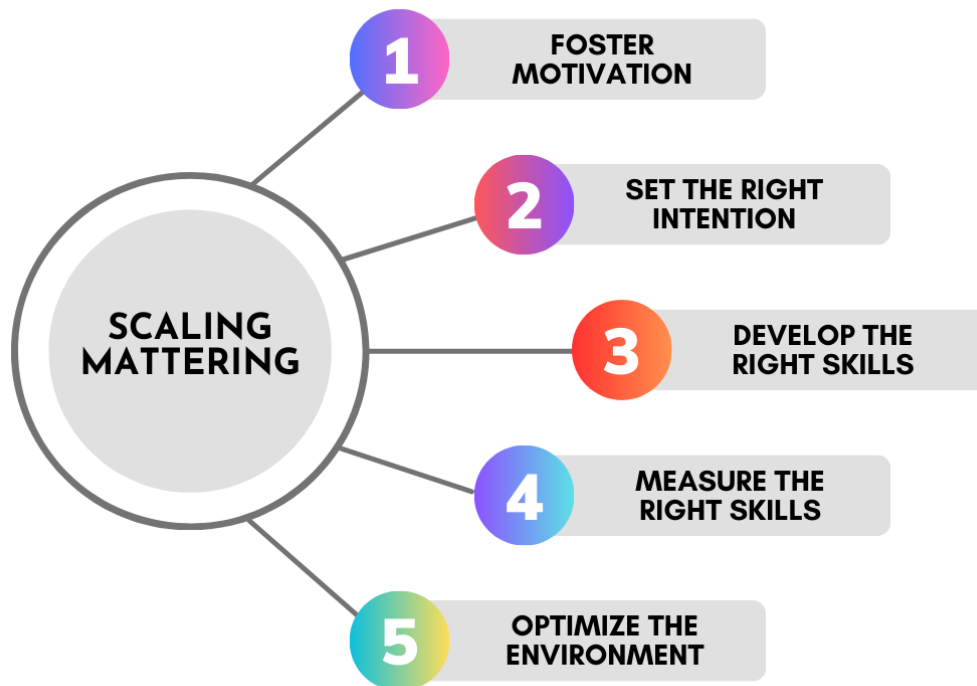 SCALING
MATTERING
1
FOSTER
MOTIVATION
2
SET THE RIGHT
INTENTION
3
DEVELOP THE
RIGHT SKILLS
4
MEASURE THE
RIGHT SKILLS
5
OPTIMIZE THE
ENVIRONMENT